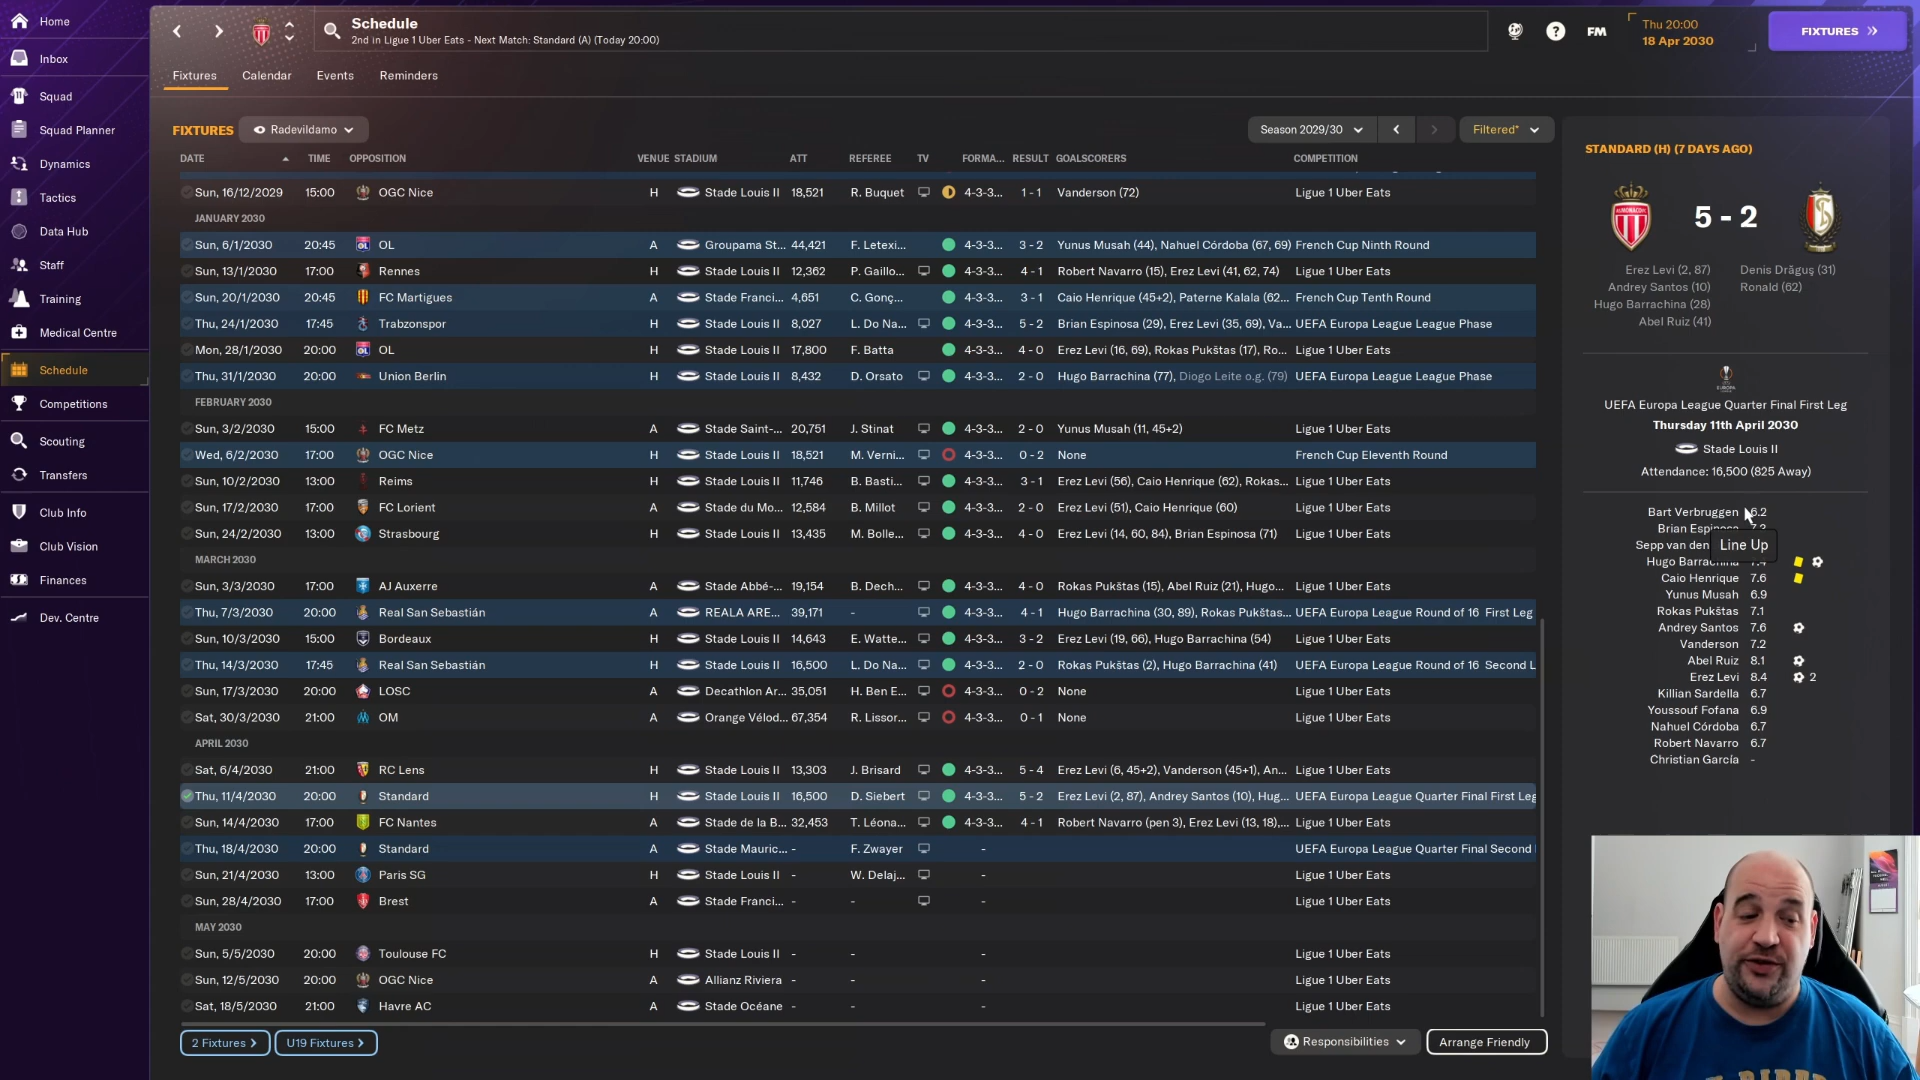 Home
Inbox
Squad
Squad Planner
Dynamics
Tactics
Data Hub
Staff
Training
Medical Centre
Schedule
Competitions
Scouting
Transfers
Club Info
Club Vision
Finances
Dev. Centre
Schedule
2nd in Ligue 1 Uber Eats - Next Match: Standard (A) (Today 20:00)
FM
Thu 20:00
18 Apr 2030
FIXTURES
Fixtures Calendar Events Reminders
FIXTURES Radevildamo Season 2029/30 Filtered*
DATE TIME OPPOSITION VENUE STADIUM ATT REFEREE TV FORMA... RESULT GOALSCORERS COMPETITION
Sun, 16/12/2029 15:00 OGC Nice H Stade Louis II 18,521 R. Buquet 4-3-3... 1 - 1 Vanderson (72) Ligue 1 Uber Eats
JANUARY 2030
Sun, 6/1/2030 20:45 OL A Groupama St... 44,421 F. Letexi... 4-3-3... 3 - 2 Yunus Musah (44), Nahuel Córdoba (67, 69) French Cup Ninth Round
Sun, 13/1/2030 17:00 Rennes H Stade Louis II 12,362 P. Gaillo... 4-3-3... 4 - 1 Robert Navarro (15), Erez Levi (41, 62, 74) Ligue 1 Uber Eats
Sun, 20/1/2030 20:45 FC Martigues A Stade Franci... 4,651 C. Gonç... 4-3-3... 3 - 1 Caio Henrique (45+2), Paterne Kalala (62... French Cup Tenth Round
Thu, 24/1/2030 17:45 Trabzonspor H Stade Louis II 8,027 L. Do Na... 4-3-3... 5 - 2 Brian Espinosa (29), Erez Levi (35, 69), Va... UEFA Europa League League Phase
Mon, 28/1/2030 20:00 OL H Stade Louis II 17,800 F. Batta 4-3-3... 4 - 0 Erez Levi (16, 69), Rokas Pukštas (17), Ro... Ligue 1 Uber Eats
Thu, 31/1/2030 20:00 Union Berlin H Stade Louis II 8,432 D. Orsato 4-3-3... 2 - 0 Hugo Barrachina (77), Diogo Leite o.g. (79) UEFA Europa League League Phase
FEBRUARY 2030
Sun, 3/2/2030 15:00 FC Metz A Stade Saint-... 20,751 J. Stinat 4-3-3... 2 - 0 Yunus Musah (11, 45+2) Ligue 1 Uber Eats
Wed, 6/2/2030 17:00 OGC Nice H Stade Louis II 18,521 M. Verni... 4-3-3... 0 - 2 None French Cup Eleventh Round
Sun, 10/2/2030 13:00 Reims H Stade Louis II 11,746 B. Basti... 4-3-3... 3 - 1 Erez Levi (56), Caio Henrique (62), Rokas... Ligue 1 Uber Eats
Sun, 17/2/2030 17:00 FC Lorient A Stade du Mo... 12,584 B. Millot 4-3-3... 2 - 0 Erez Levi (51), Caio Henrique (60) Ligue 1 Uber Eats
Sun, 24/2/2030 13:00 Strasbourg H Stade Louis II 13,435 M. Bolle... 4-3-3... 4 - 0 Erez Levi (14, 60, 84), Brian Espinosa (71) Ligue 1 Uber Eats
MARCH 2030
Sun, 3/3/2030 17:00 AJ Auxerre A Stade Abbé-... 19,154 B. Dech... 4-3-3... 4 - 0 Rokas Pukštas (15), Abel Ruiz (21), Hugo... Ligue 1 Uber Eats
Thu, 7/3/2030 20:00 Real San Sebastián A REALA ARE... 39,171 - 4-3-3... 4 - 1 Hugo Barrachina (30, 89), Rokas Pukštas... UEFA Europa League Round of 16 First Leg
Sun, 10/3/2030 15:00 Bordeaux H Stade Louis II 14,643 E. Watte... 4-3-3... 3 - 2 Erez Levi (19, 66), Hugo Barrachina (54) Ligue 1 Uber Eats
Thu, 14/3/2030 17:45 Real San Sebastián H Stade Louis II 16,500 L. Do Na... 4-3-3... 2 - 0 Rokas Pukštas (2), Hugo Barrachina (41) UEFA Europa League Round of 16 Second L
Sun, 17/3/2030 20:00 LOSC A Decathlon Ar... 35,051 H. Ben E... 4-3-3... 0 - 2 None Ligue 1 Uber Eats
Sat, 30/3/2030 21:00 OM A Orange Vélod... 67,354 R. Lissor... 4-3-3... 0 - 1 None Ligue 1 Uber Eats
APRIL 2030
Sat, 6/4/2030 21:00 RC Lens H Stade Louis II 13,303 J. Brisard 4-3-3... 5 - 4 Erez Levi (6, 45+2), Vanderson (45+1), An... Ligue 1 Uber Eats
Thu, 11/4/2030 20:00 Standard H Stade Louis II 16,500 D. Siebert 4-3-3... 5 - 2 Erez Levi (2, 87), Andrey Santos (10), Hug... UEFA Europa League Quarter Final First Leg
Sun, 14/4/2030 17:00 FC Nantes A Stade de la B... 32,453 T. Léona... 4-3-3... 4 - 1 Robert Navarro (pen 3), Erez Levi (13, 18),... Ligue 1 Uber Eats
Thu, 18/4/2030 20:00 Standard A Stade Mauric... - F. Zwayer - UEFA Europa League Quarter Final Second
Sun, 21/4/2030 13:00 Paris SG H Stade Louis II - W. Delaj... - Ligue 1 Uber Eats
Sun, 28/4/2030 17:00 Brest A Stade Franci... - - - Ligue 1 Uber Eats
MAY 2030
Sun, 5/5/2030 20:00 Toulouse FC H Stade Louis II - - - Ligue 1 Uber Eats
Sun, 12/5/2030 20:00 OGC Nice A Allianz Riviera - - - Ligue 1 Uber Eats
Sat, 18/5/2030 21:00 Havre AC A Stade Océane - - - Ligue 1 Uber Eats
2 Fixtures U19 Fixtures Responsibilities Arrange Friendly
STANDARD (H) (7 DAYS AGO)
5 - 2
Erez Levi (2, 87) Denis Drăguş (31)
Andrey Santos (10) Ronald (62)
Hugo Barrachina (28)
Abel Ruiz (41)
UEFA Europa League Quarter Final First Leg
Thursday 11th April 2030
Stade Louis II
Attendance: 16,500 (825 Away)
Bart Verbruggen 6.2
Brian Espinosa 7.2
Sepp van den
Line Up
Hugo Barrachina 7.4
Caio Henrique 7.6
Yunus Musah 6.9
Rokas Pukštas 7.1
Andrey Santos 7.6
Vanderson 7.2
Abel Ruiz 8.1
Erez Levi 8.4 2
Killian Sardella 6.7
Youssouf Fofana 6.9
Nahuel Córdoba 6.7
Robert Navarro 6.7
Christian García -